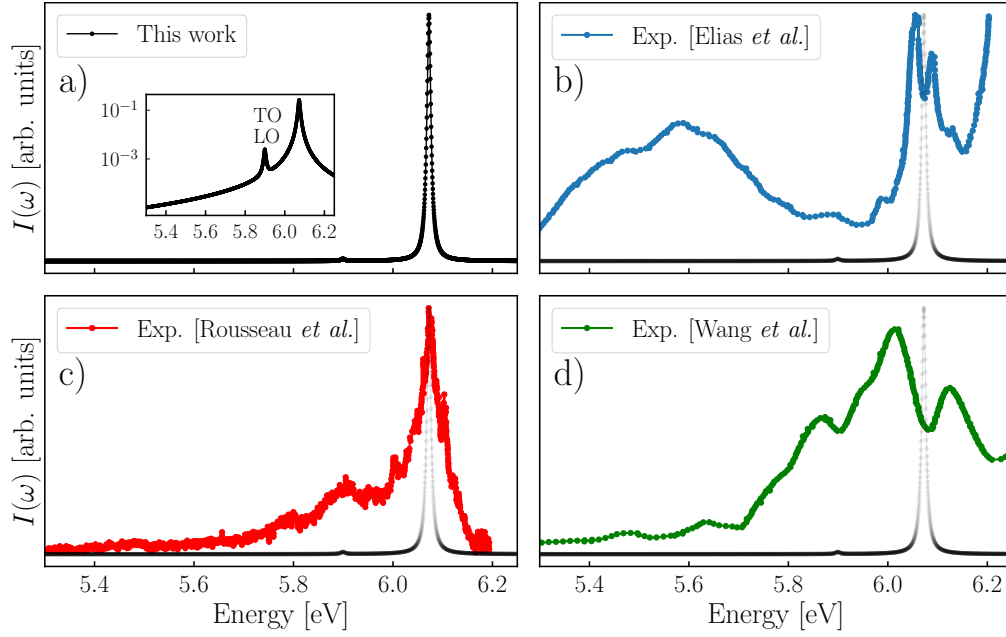 This work
a)
I(ω) [arb. units]
10⁻¹
10⁻³
TO
LO
5.4 5.6 5.8 6.0 6.2
Exp. [Elias et al.]
b)
Exp. [Rousseau et al.]
c)
I(ω) [arb. units]
5.4 5.6 5.8 6.0 6.2
Energy [eV]
Exp. [Wang et al.]
d)
5.4 5.6 5.8 6.0 6.2
Energy [eV]